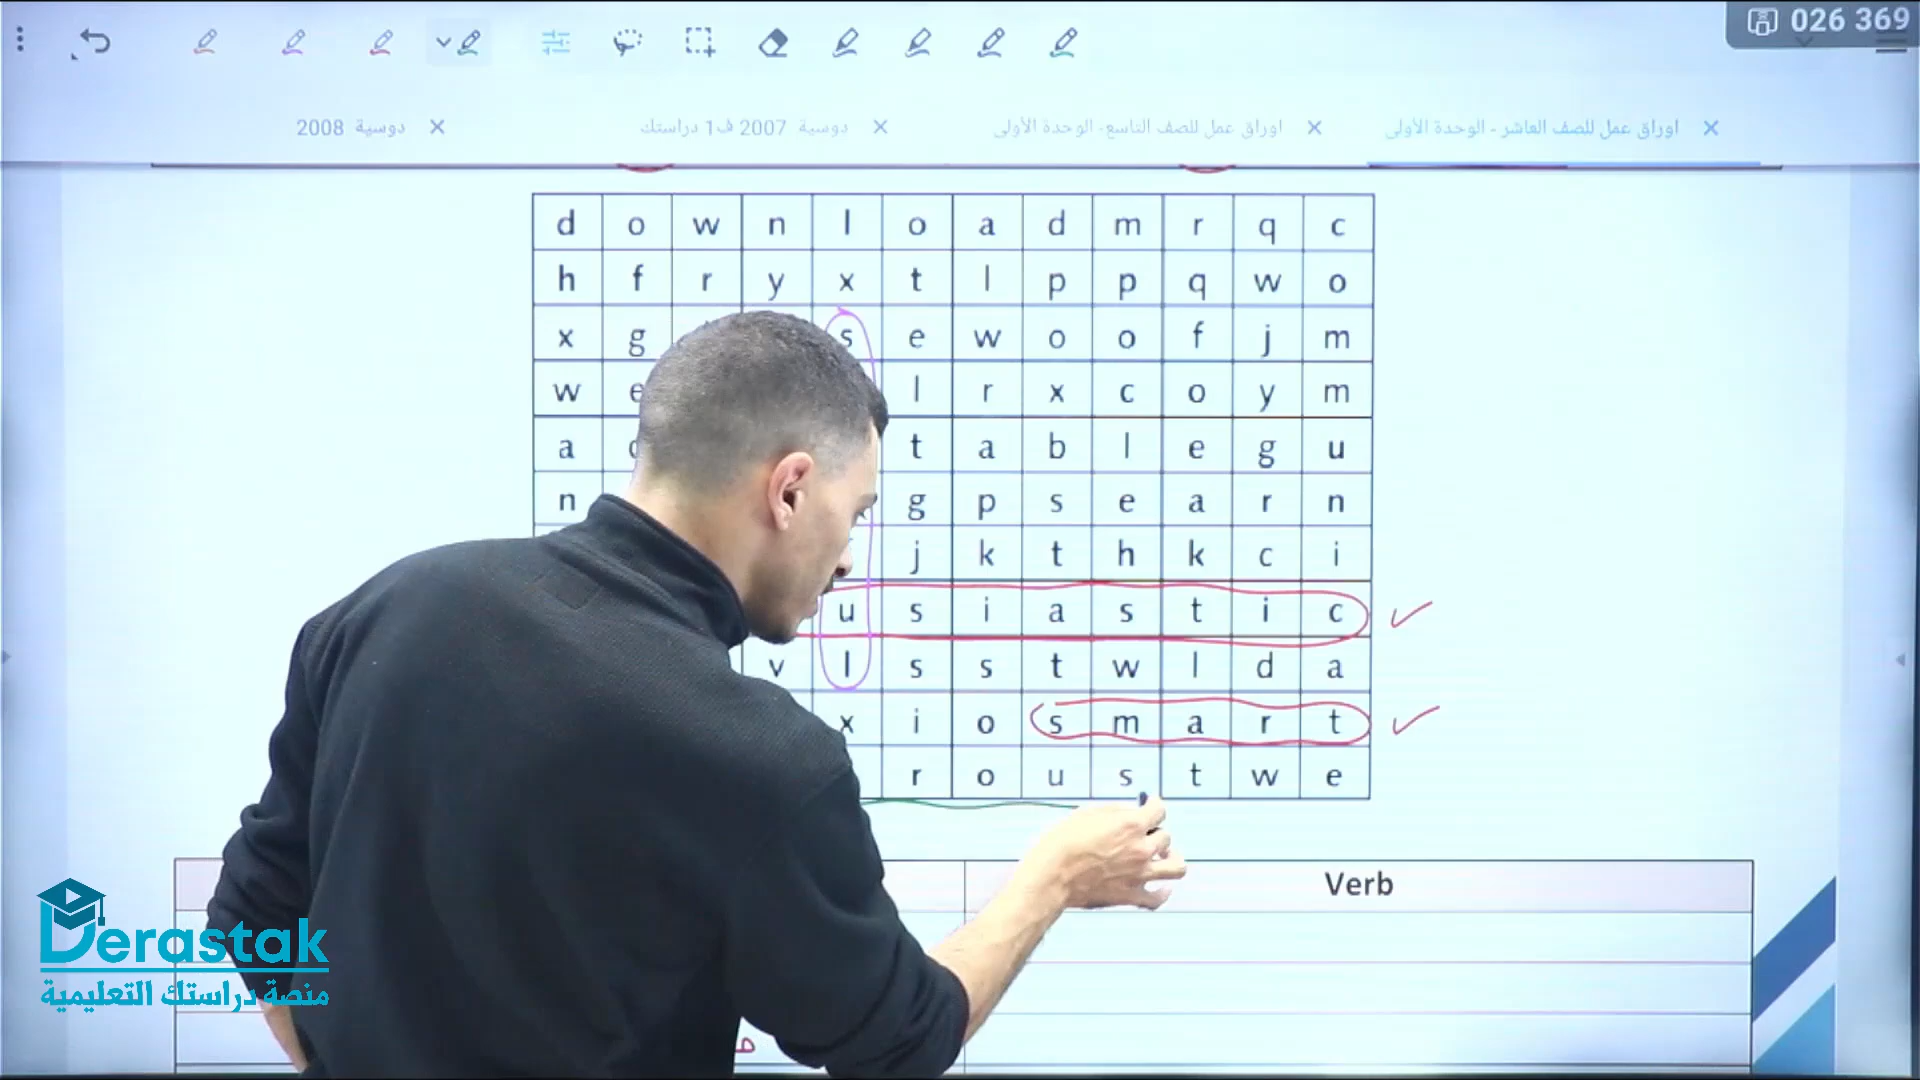 026 369
اوراق عمل للصف العاشر - الوحدة الأولى
اوراق عمل للصف التاسع- الوحدة الأولى
دوسية 2007 ف1 دراستك
دوسية 2008
d o w n l o a d m r q c
h f r y x t l p p q w o
x g s e w o o f j m
w e l r x c o y m
a t a b l e g u
n g p s e a r n
j k t h k c i
u s i a s t i c
v l s s t w l d a
x i o s m a r t
r o u s t w e
Verb
Derastak
منصة دراستك التعليمية